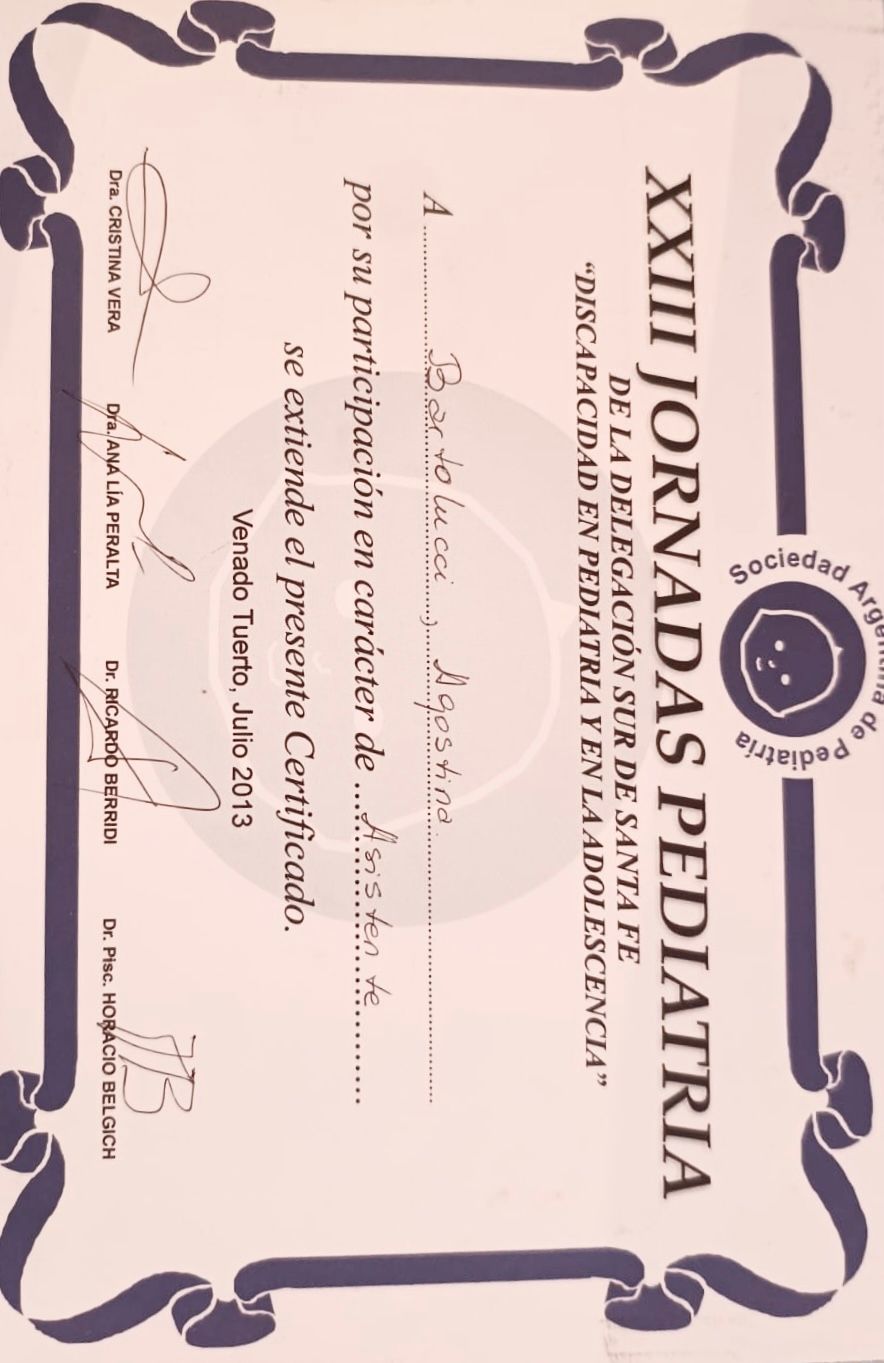 Sociedad Argentina de Pediatría
XXIII JORNADAS PEDIATRIA
DE LA DELEGACIÓN SUR DE SANTA FE
“DISCAPACIDAD EN PEDIATRIA Y EN LA ADOLESCENCIA”
A Bartolucci, Agostina.
por su participación en carácter de Asistente
se extiende el presente Certificado.
Venado Tuerto, Julio 2013
Dra. CRISTINA VERA Dra. ANA LÍA PERALTA Dr. RICARDO BERRIDI Dr. Pisc. HORACIO BELGICH